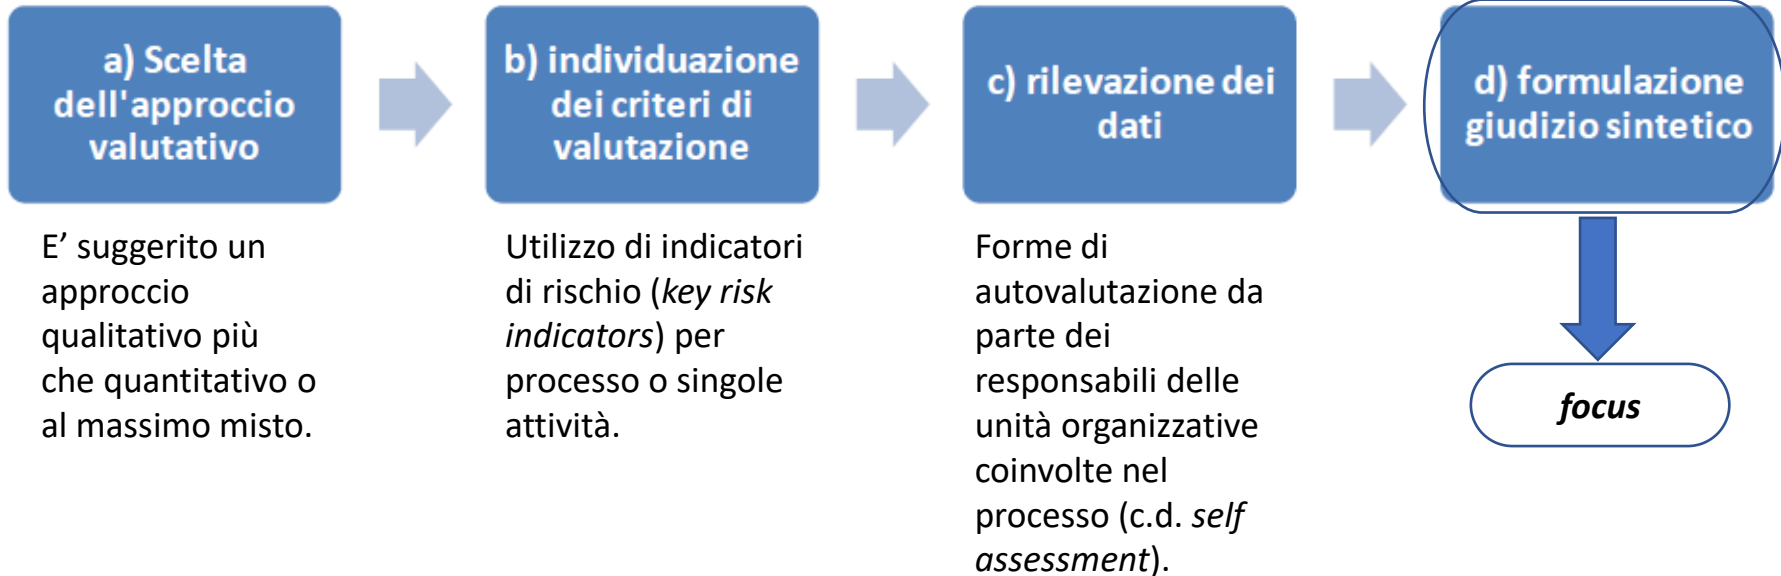 a) Scelta
dell'approccio
valutativo
b) individuazione
dei criteri di
valutazione
c) rilevazione dei
dati
d) formulazione
giudizio sintetico
E’ suggerito un
approccio
qualitativo più
che quantitativo o
al massimo misto.
Utilizzo di indicatori
di rischio (key risk
indicators) per
processo o singole
attività.
Forme di
autovalutazione da
parte dei
responsabili delle
unità organizzative
coinvolte nel
processo (c.d. self
assessment).
focus